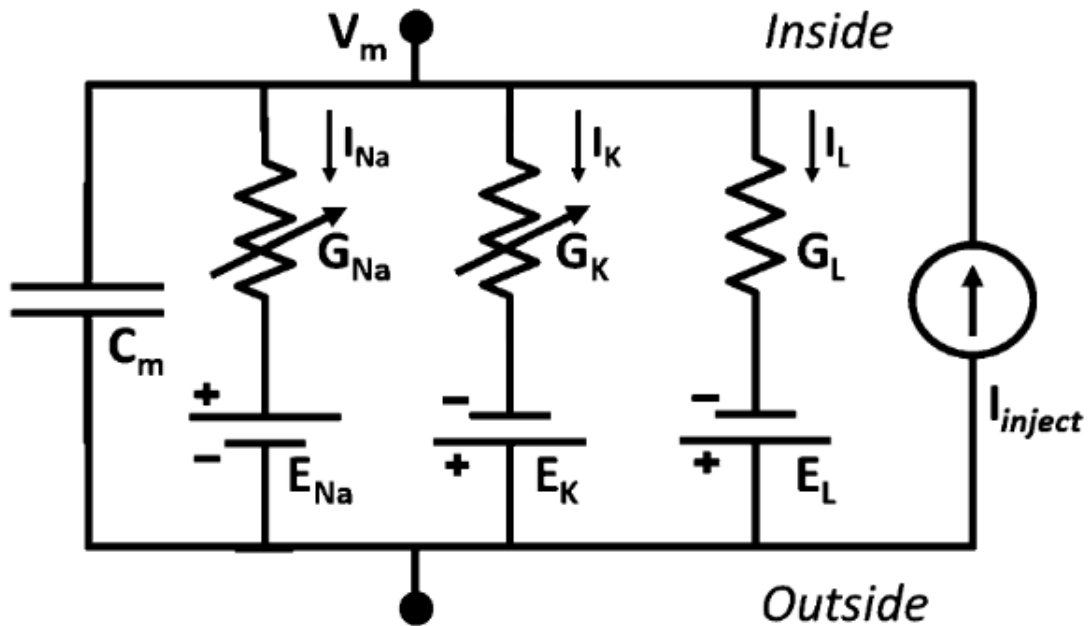 Vm
Inside
INa
IK
IL
GNa
GK
GL
Cm
+
-
-
-
+
+
ENa
EK
EL
Iinject
Outside